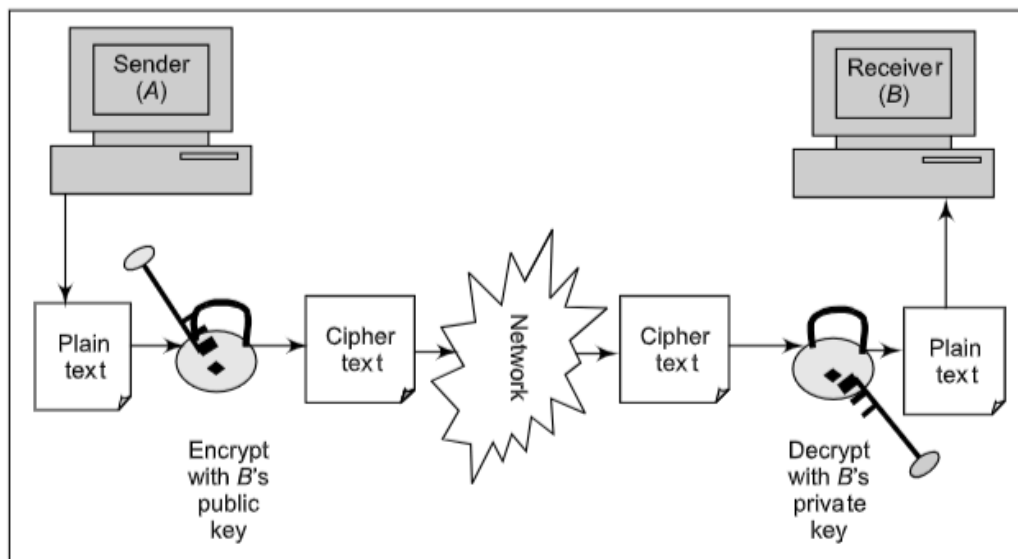 Sender
(A)
Receiver
(B)
Plain
text
Cipher
text
Network
Cipher
text
Plain
text
Encrypt
with B's
public
key
Decrypt
with B's
private
key